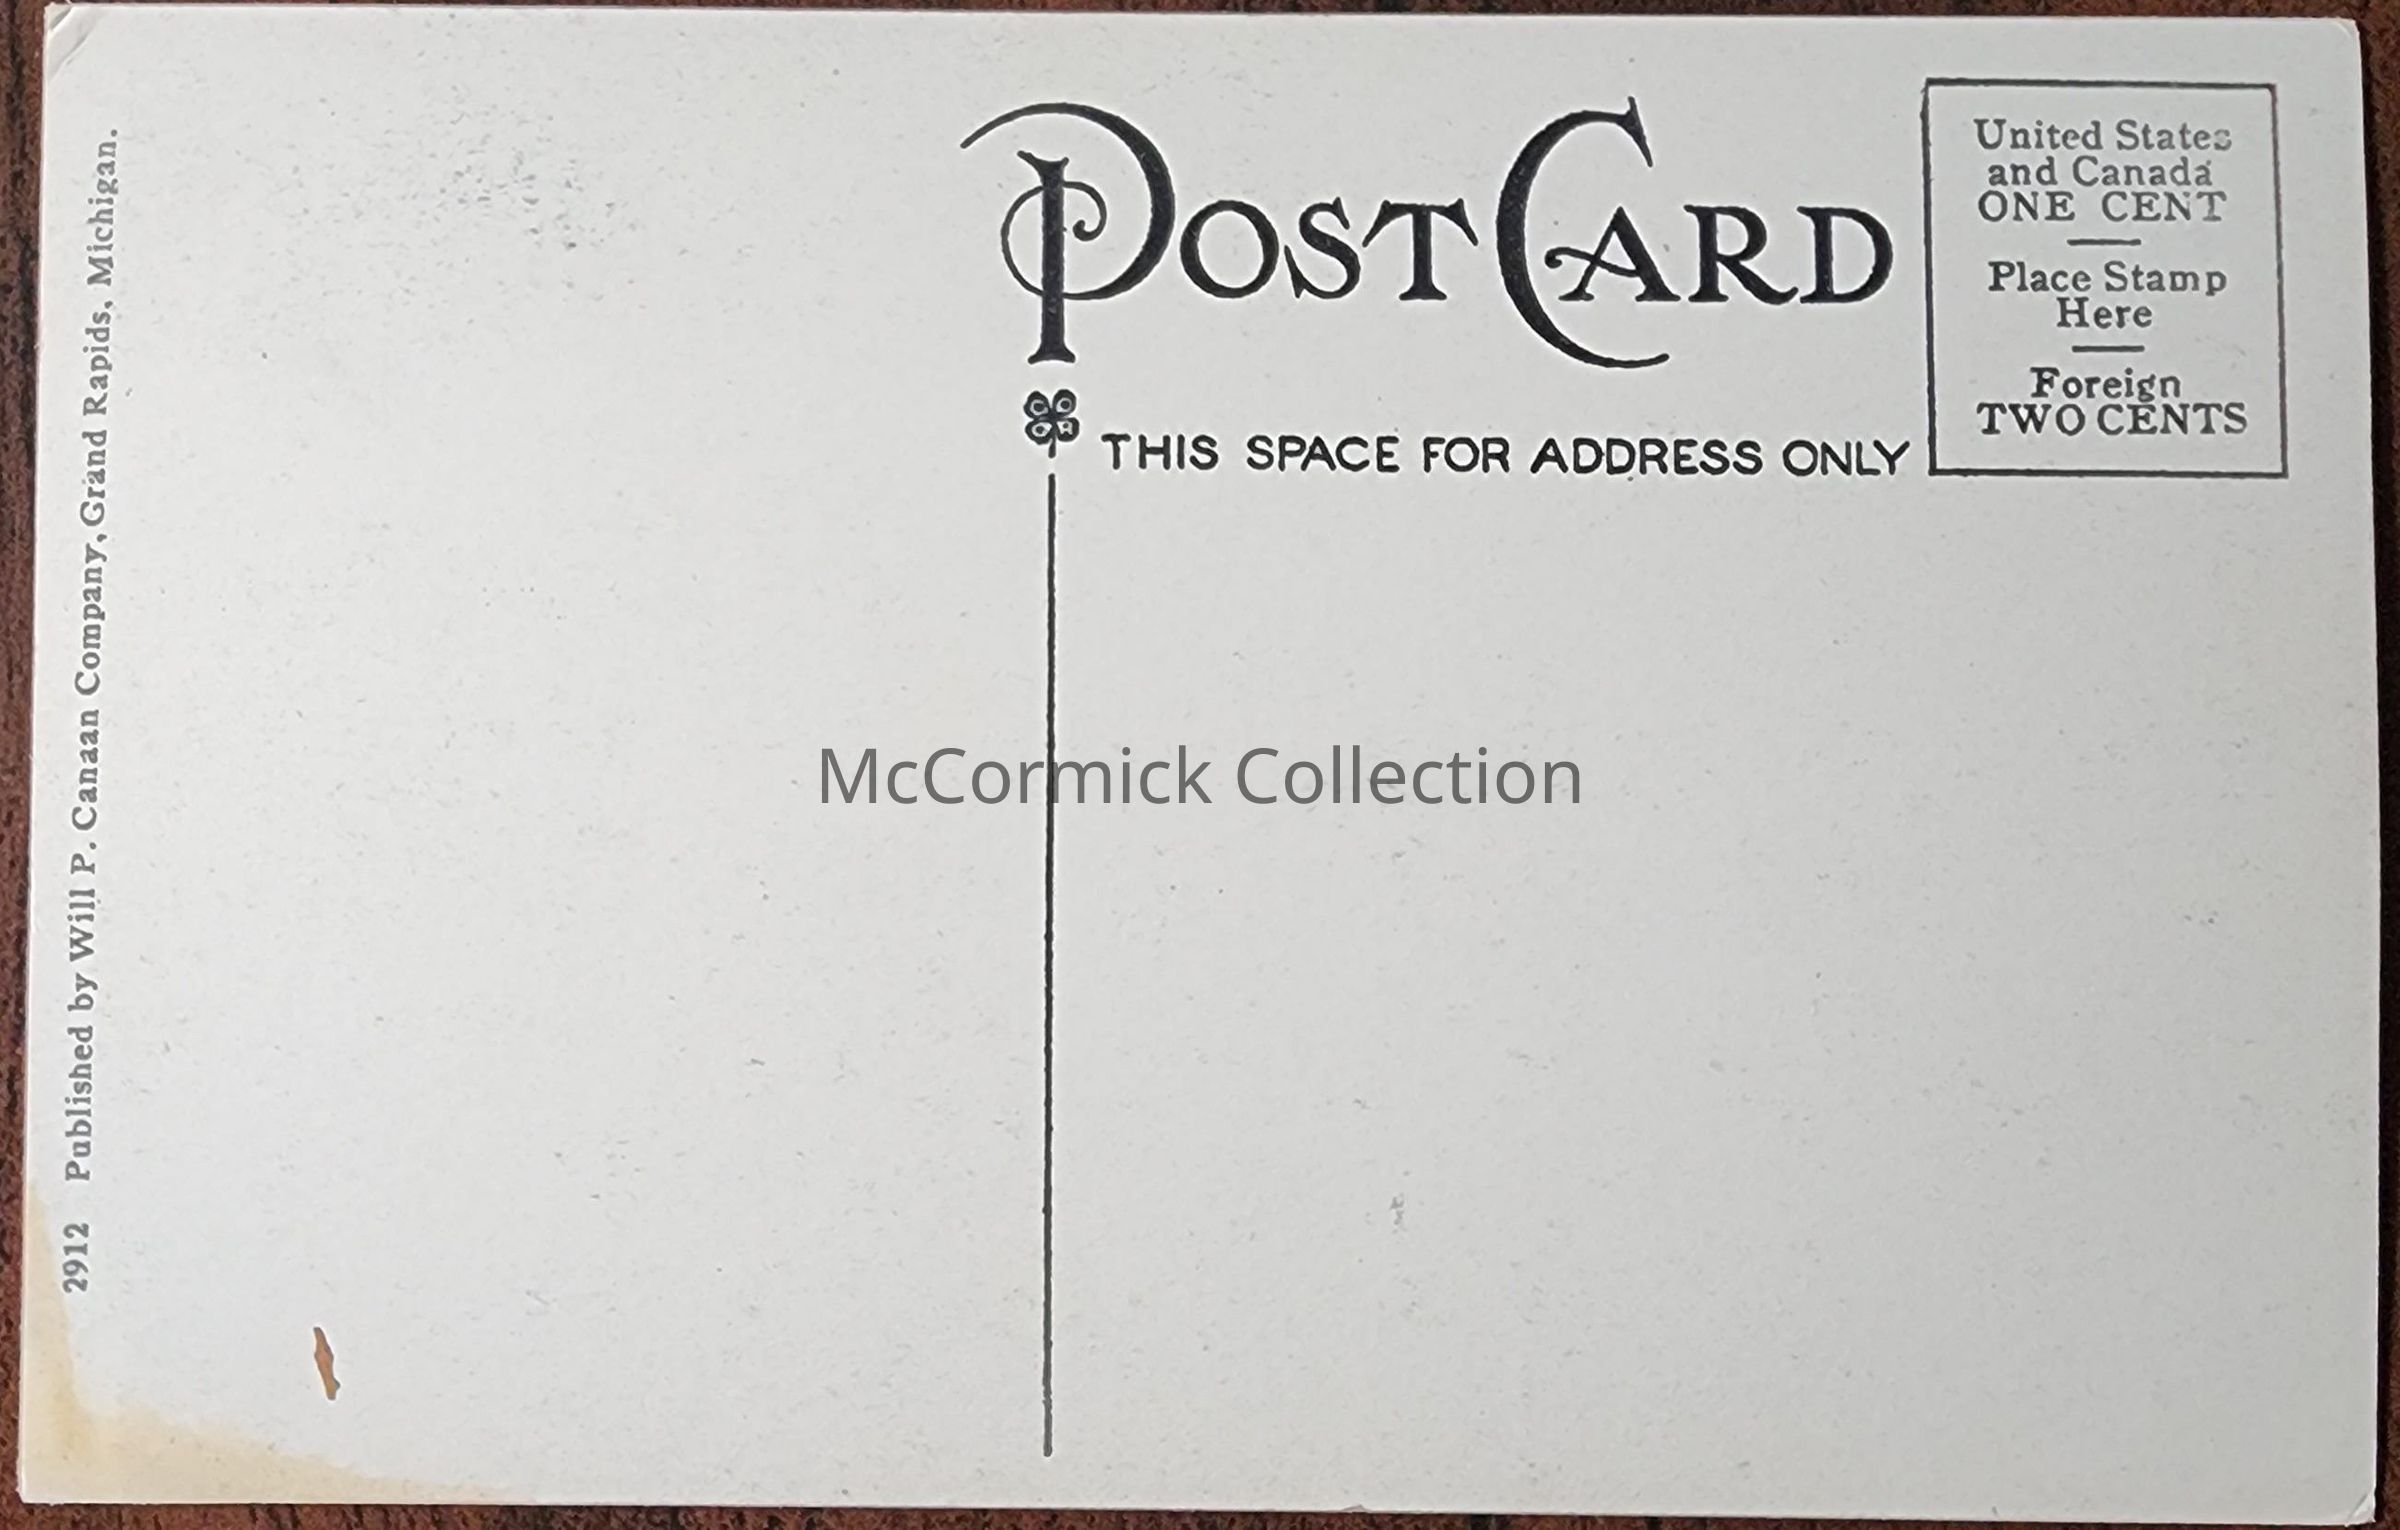 POST CARD
THIS SPACE FOR ADDRESS ONLY
United States
and Canada
ONE CENT
Place Stamp
Here
Foreign
TWO CENTS
2912 Published by Will P. Canaan Company, Grand Rapids, Michigan.
McCormick Collection